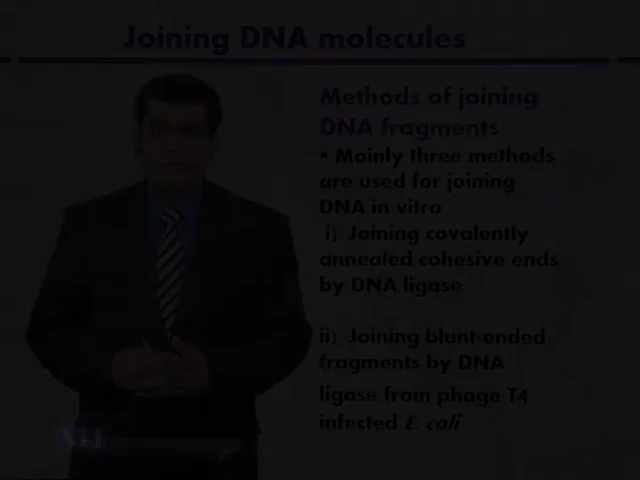 Joining DNA molecules
Methods of joining
DNA fragments
• Mainly three methods
are used for joining
DNA in vitro
i). Joining covalently
annealed cohesive ends
by DNA ligase
ii). Joining blunt-ended
fragments by DNA
ligase from phage T4
infected E. coli